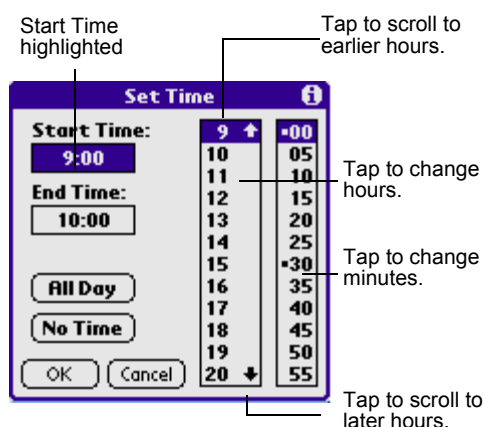 Start Time
highlighted
Tap to scroll to
earlier hours.
Set Time
Start Time:
9:00
End Time:
10:00
All Day
No Time
OK
Cancel
9
10
11
12
13
14
15
16
17
18
19
20
00
05
10
15
20
25
30
35
40
45
50
55
Tap to change
hours.
Tap to change
minutes.
Tap to scroll to
later hours.